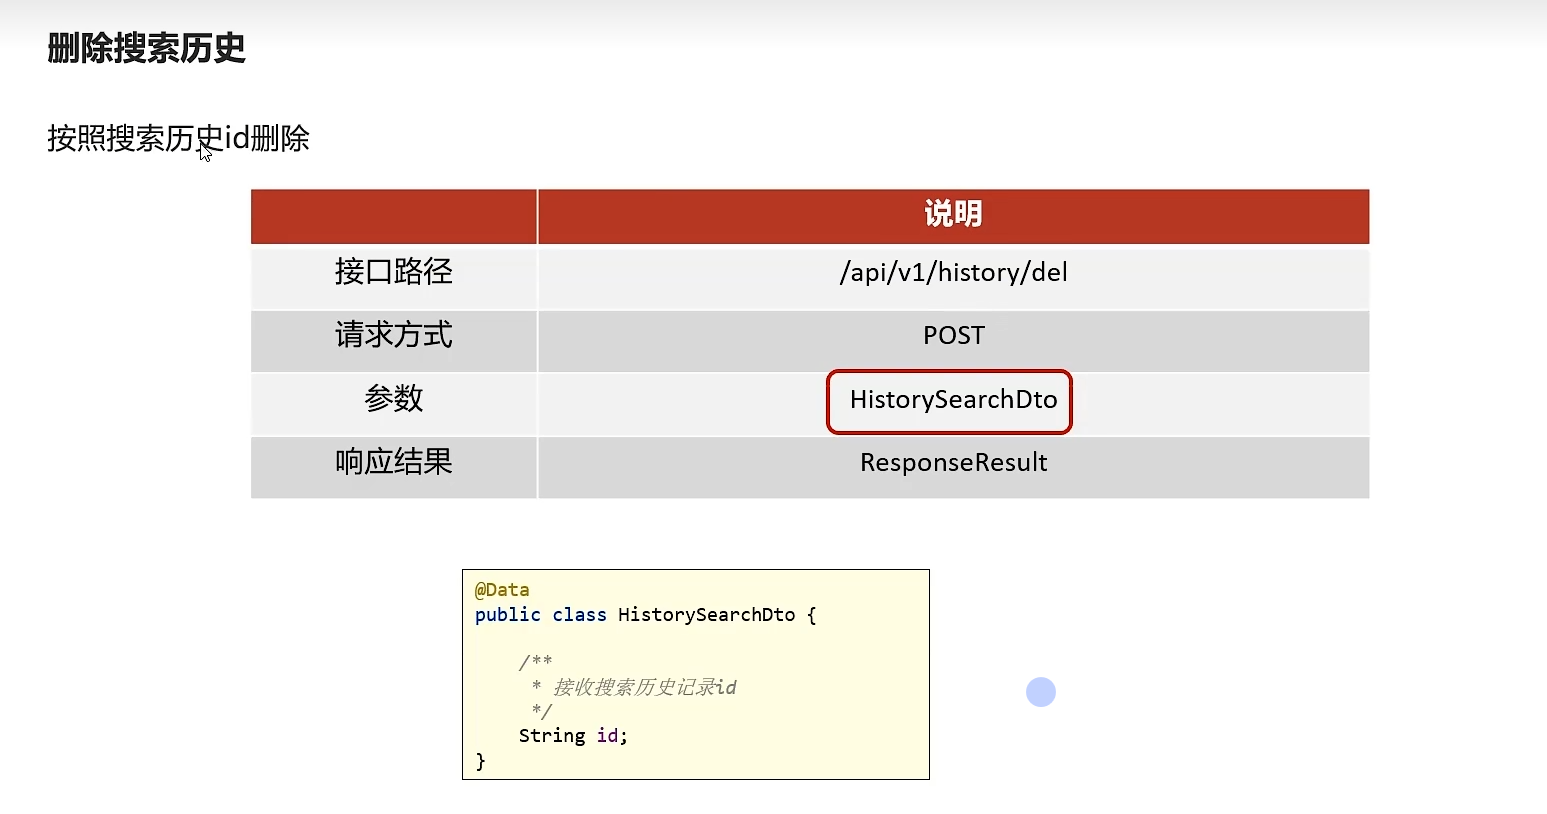 删除搜索历史
按照搜索历史id删除
说明
接口路径 /api/v1/history/del
请求方式 POST
参数 HistorySearchDto
响应结果 ResponseResult
@Data
public class HistorySearchDto {
/**
* 接收搜索历史记录id
*/
String id;
}